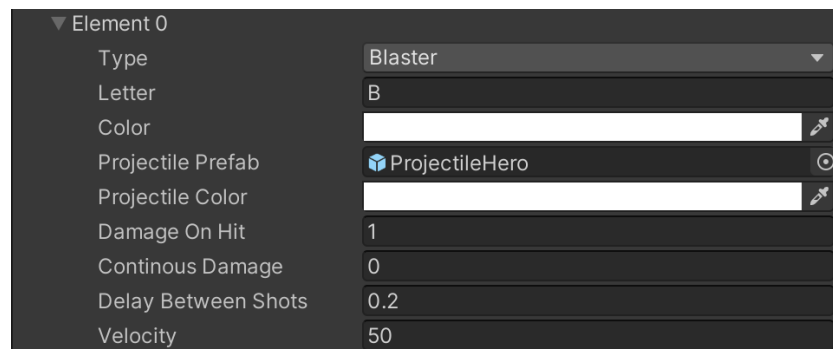 Element 0
Type Blaster
Letter B
Color
Projectile Prefab ProjectileHero
Projectile Color
Damage On Hit 1
Continous Damage 0
Delay Between Shots 0.2
Velocity 50